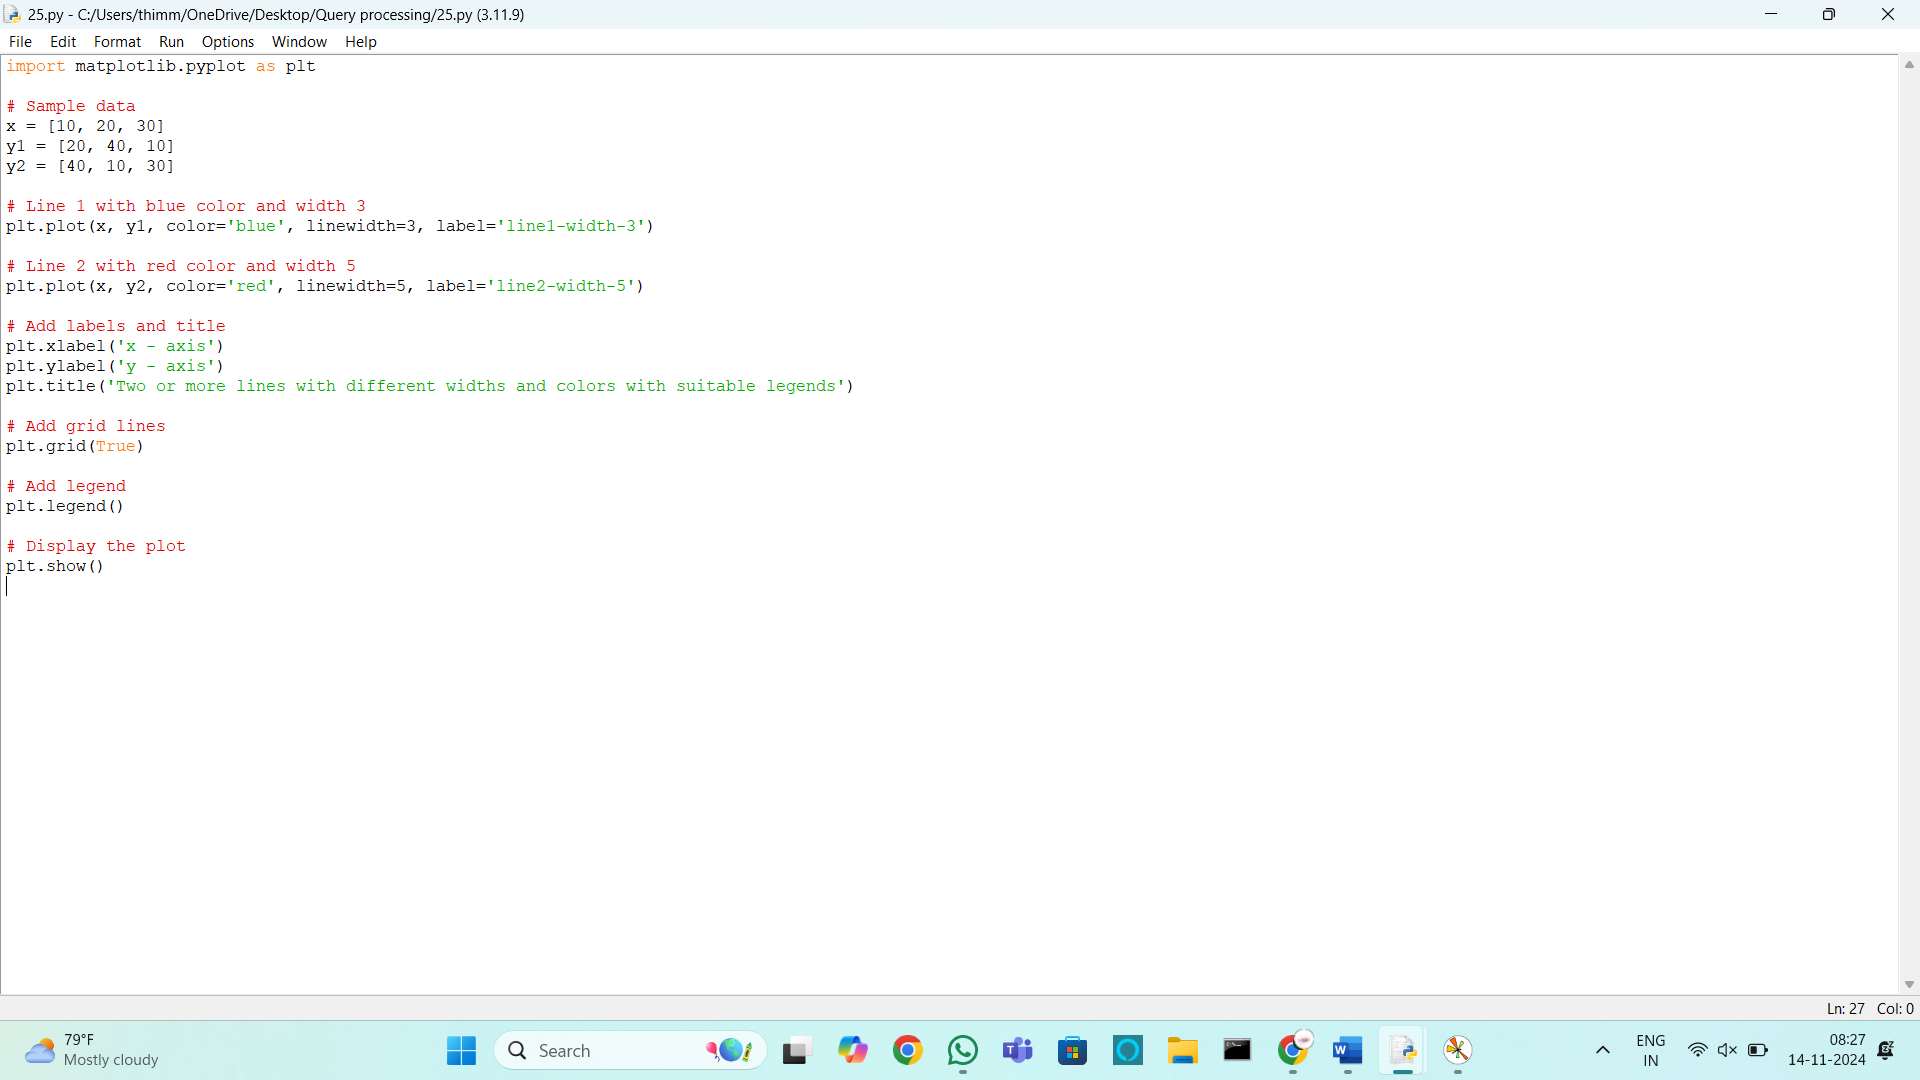 25.py - C:/Users/thimm/OneDrive/Desktop/Query processing/25.py (3.11.9)
File Edit Format Run Options Window Help
import matplotlib.pyplot as plt
# Sample data
x = [10, 20, 30]
y1 = [20, 40, 10]
y2 = [40, 10, 30]
# Line 1 with blue color and width 3
plt.plot(x, y1, color='blue', linewidth=3, label='line1-width-3')
# Line 2 with red color and width 5
plt.plot(x, y2, color='red', linewidth=5, label='line2-width-5')
# Add labels and title
plt.xlabel('x - axis')
plt.ylabel('y - axis')
plt.title('Two or more lines with different widths and colors with suitable legends')
# Add grid lines
plt.grid(True)
# Add legend
plt.legend()
# Display the plot
plt.show()
Ln: 27 Col: 0
79°F
Mostly cloudy
Search
ENG
IN
08:27
14-11-2024